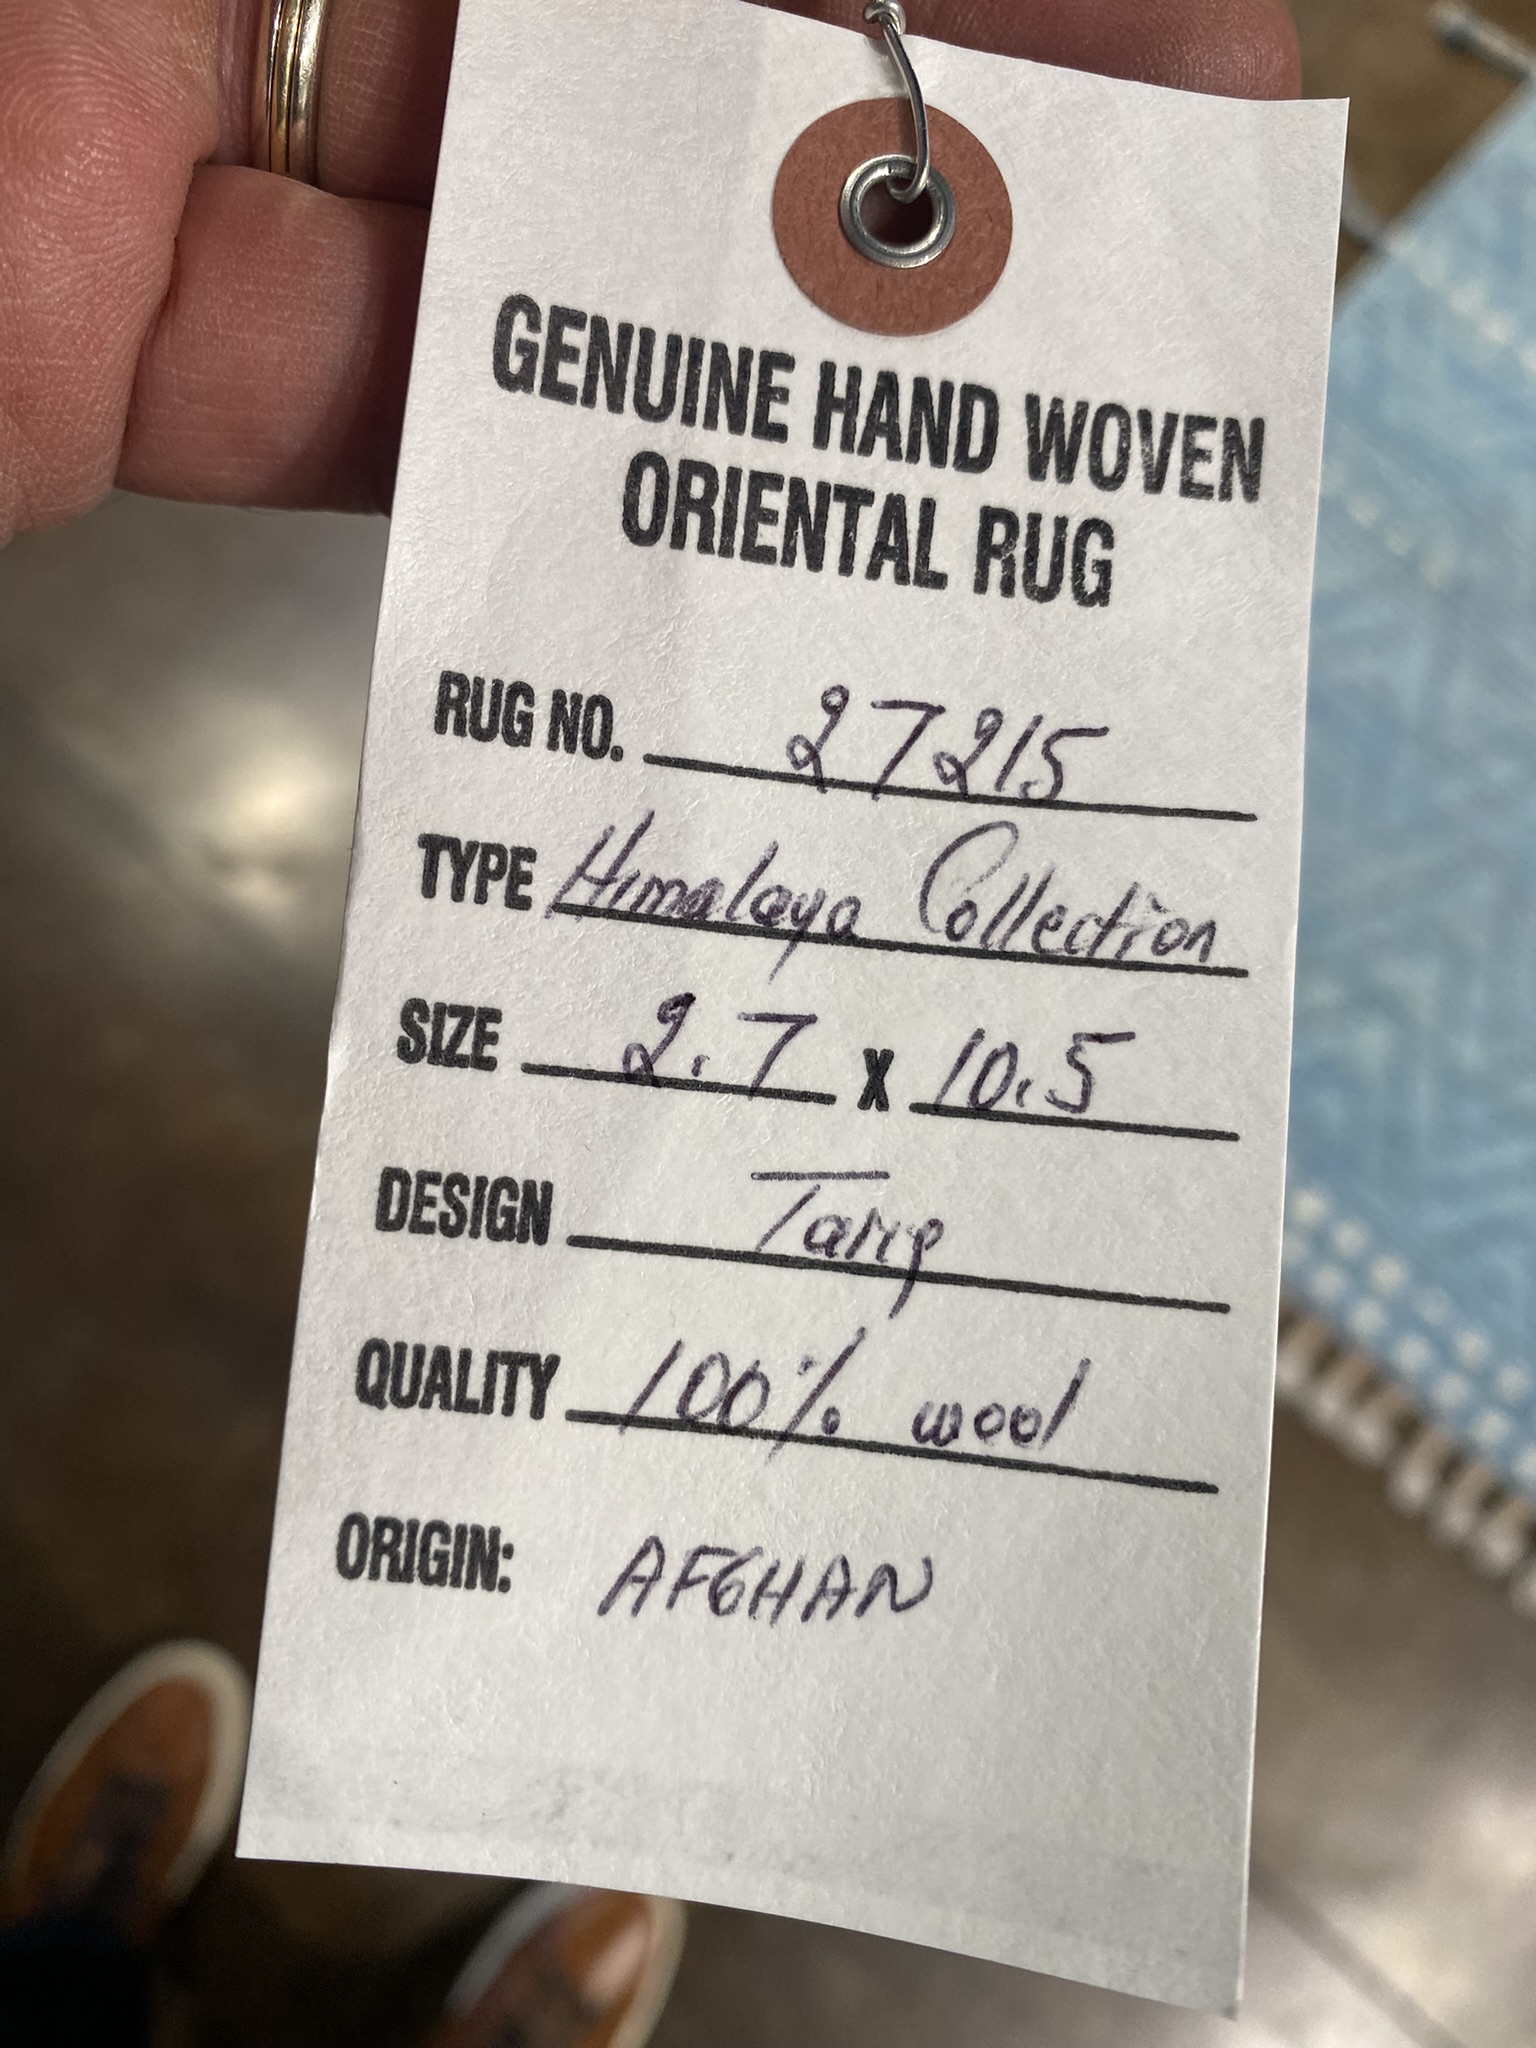 GENUINE HAND WOVEN
ORIENTAL RUG
RUG NO. 27215
TYPE Himalaya Collection
SIZE 2.7 X 10.5
DESIGN Tariq
QUALITY 100% wool
ORIGIN: AFGHAN